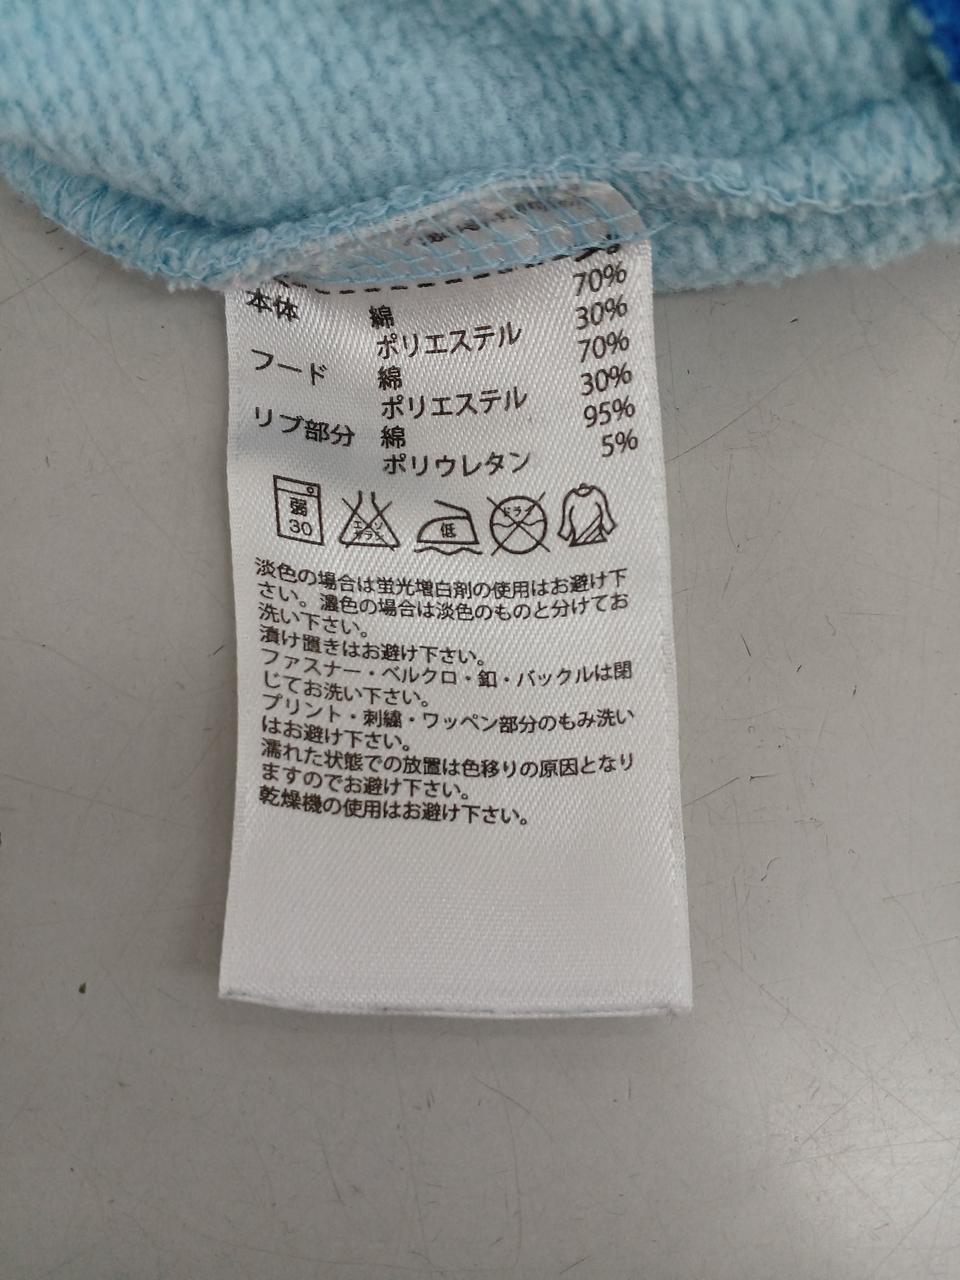 本体 綿 70%
ポリエステル 30%
フード 綿 70%
ポリエステル 30%
リブ部分 綿 95%
ポリウレタン 5%
弱 30 エンソ サラシ 低 ドライ
淡色の場合は蛍光増白剤の使用はお避け下
さい。濃色の場合は淡色のものと分けてお
洗い下さい。
漬け置きはお避け下さい。
ファスナー・ベルクロ・釦・バックルは閉
じてお洗い下さい。
プリント・刺繍・ワッペン部分のもみ洗い
はお避け下さい。
濡れた状態での放置は色移りの原因となり
ますのでお避け下さい。
乾燥機の使用はお避け下さい。